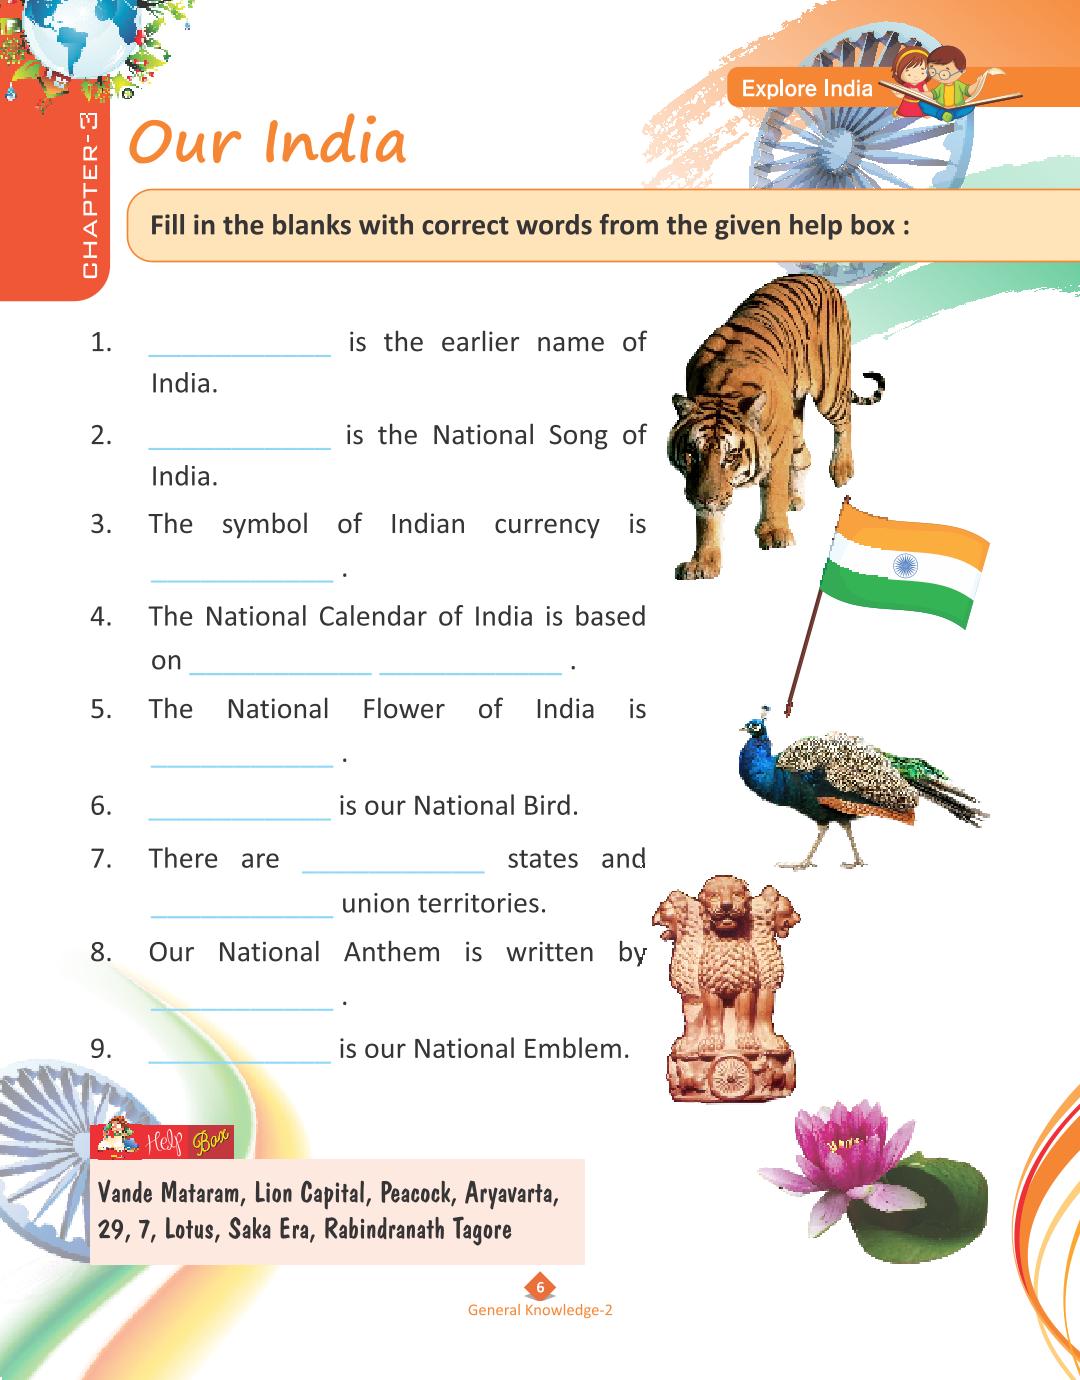 Explore India
CHAPTER-3
Our India
Fill in the blanks with correct words from the given help box :
1. ____________ is the earlier name of
India.
2. ____________ is the National Song of
India.
3. The symbol of Indian currency is
____________ .
4. The National Calendar of India is based
on ____________ ____________ .
5. The National Flower of India is
____________ .
6. ____________ is our National Bird.
7. There are ____________ states and
____________ union territories.
8. Our National Anthem is written by
____________ .
9. ____________ is our National Emblem.
Help Box
Vande Mataram, Lion Capital, Peacock, Aryavarta,
29, 7, Lotus, Saka Era, Rabindranath Tagore
6
General Knowledge-2